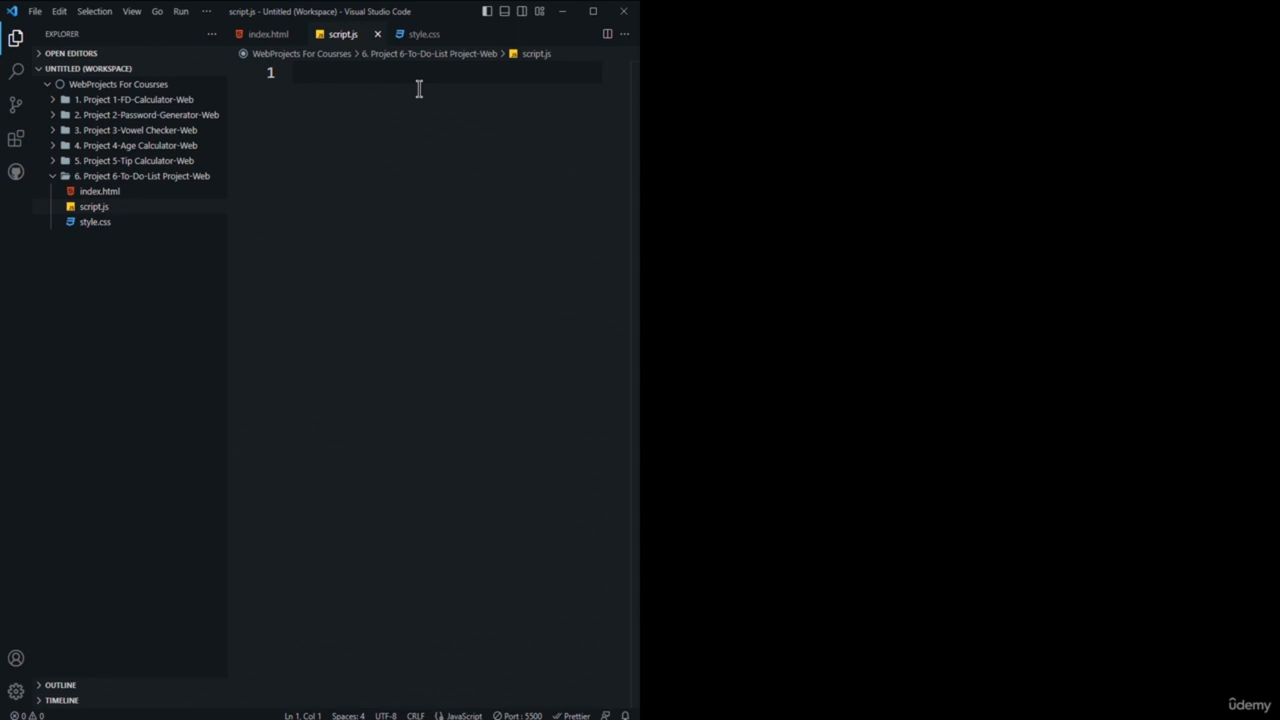 File Edit Selection View Go Run ··· script.js - Untitled (Workspace) - Visual Studio Code
EXPLORER ···
index.html script.js style.css
OPEN EDITORS
WebProjects For Cousrses > 6. Project 6-To-Do-List Project-Web > script.js
UNTITLED (WORKSPACE)
1
WebProjects For Cousrses
1. Project 1-FD-Calculator-Web
2. Project 2-Password-Generator-Web
3. Project 3-Vowel Checker-Web
4. Project 4-Age Calculator-Web
5. Project 5-Tip Calculator-Web
6. Project 6-To-Do-List Project-Web
index.html
script.js
style.css
OUTLINE
TIMELINE
0 0 Ln 1, Col 1 Spaces: 4 UTF-8 CRLF {} JavaScript Port : 5500 Prettier
ûdemy